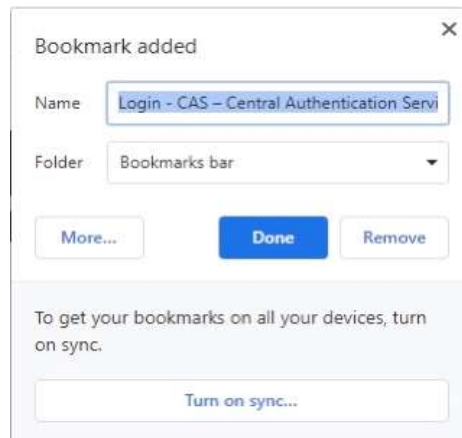 Bookmark added
Name Login - CAS – Central Authentication Servi
Folder Bookmarks bar
More... Done Remove
To get your bookmarks on all your devices, turn
on sync.
Turn on sync...